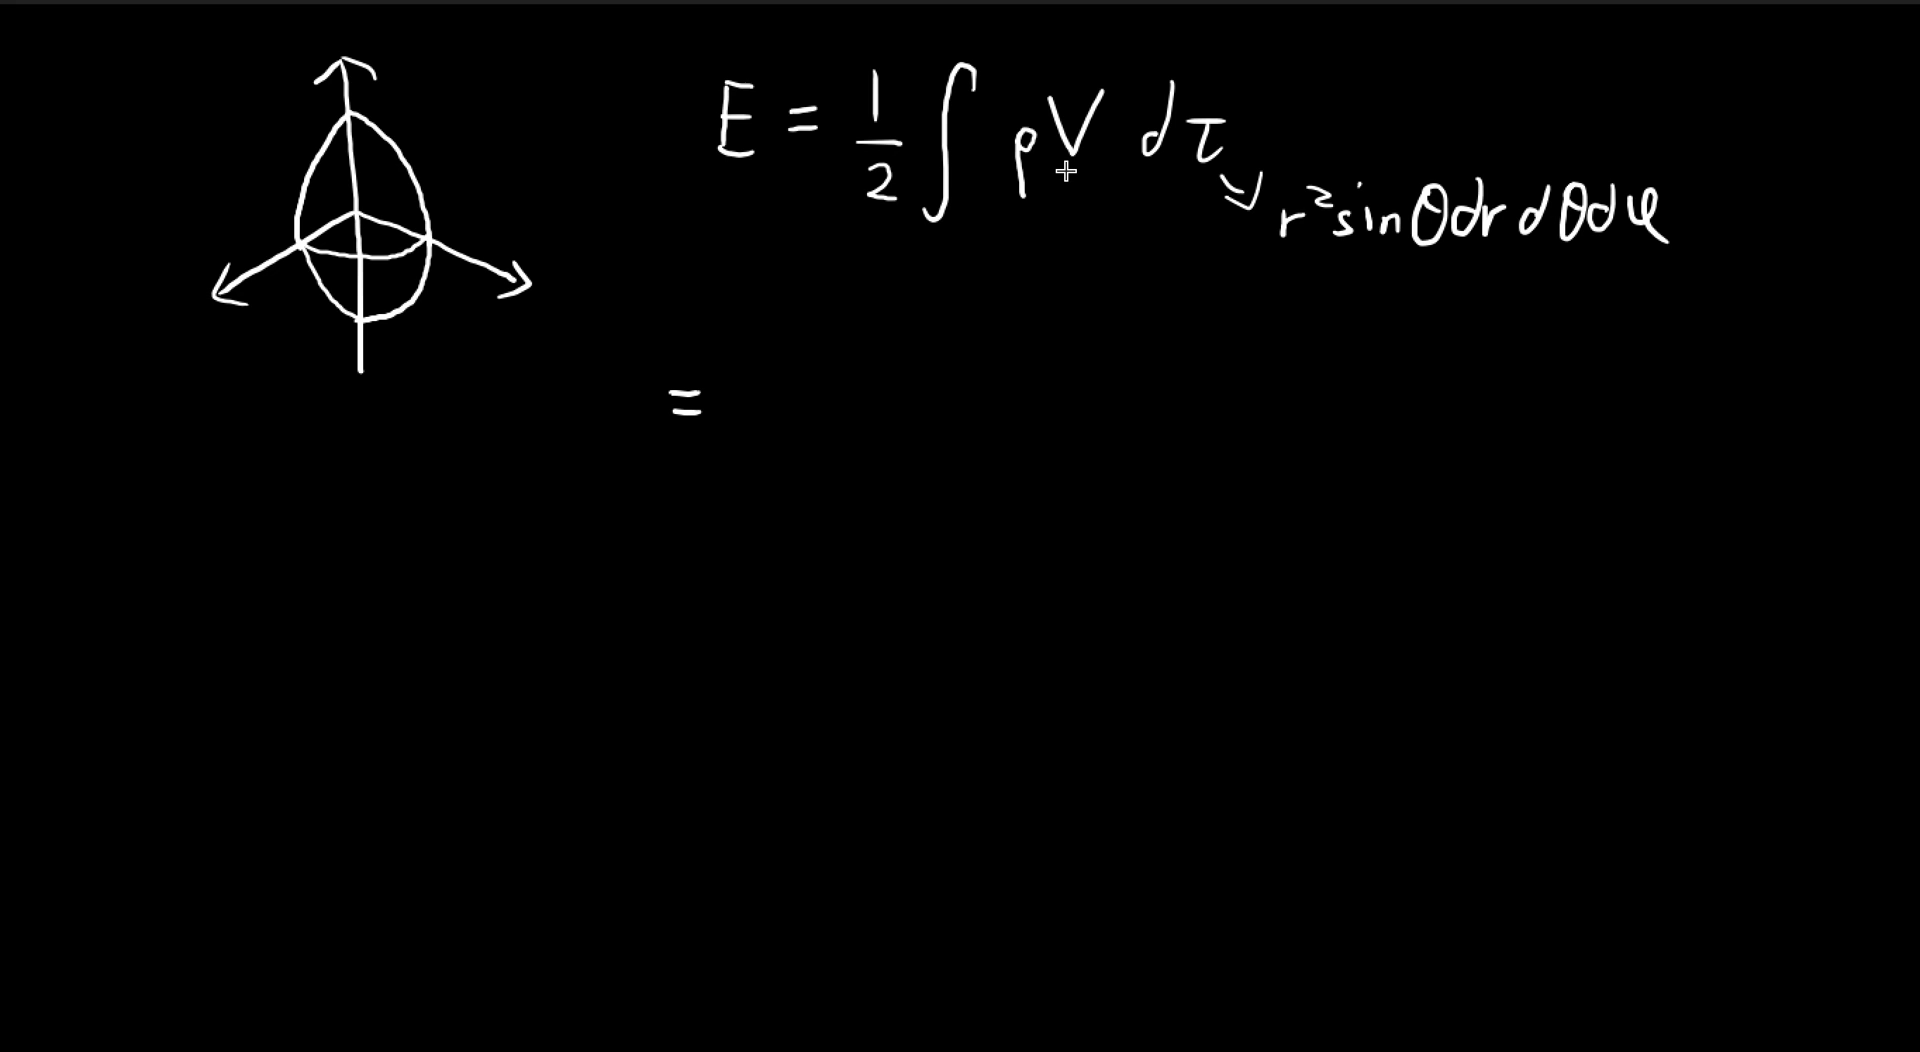 E = 1/2 ∫ ρV dτ
r²sinθdrdθdφ
=